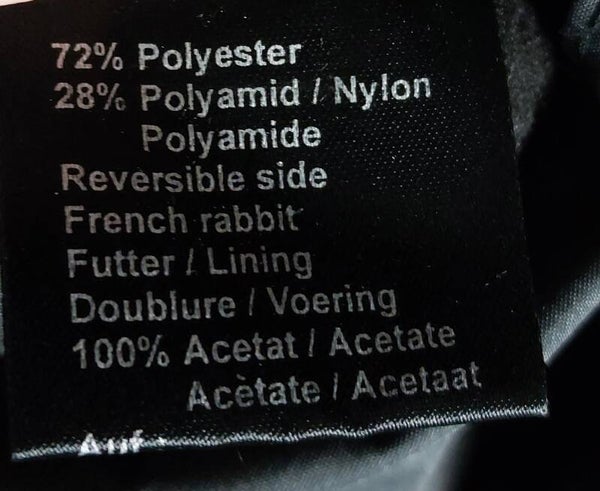 72% Polyester
28% Polyamid / Nylon
Polyamide
Reversible side
French rabbit
Futter / Lining
Doublure / Voering
100% Acetat / Acetate
Acètate / Acetaat